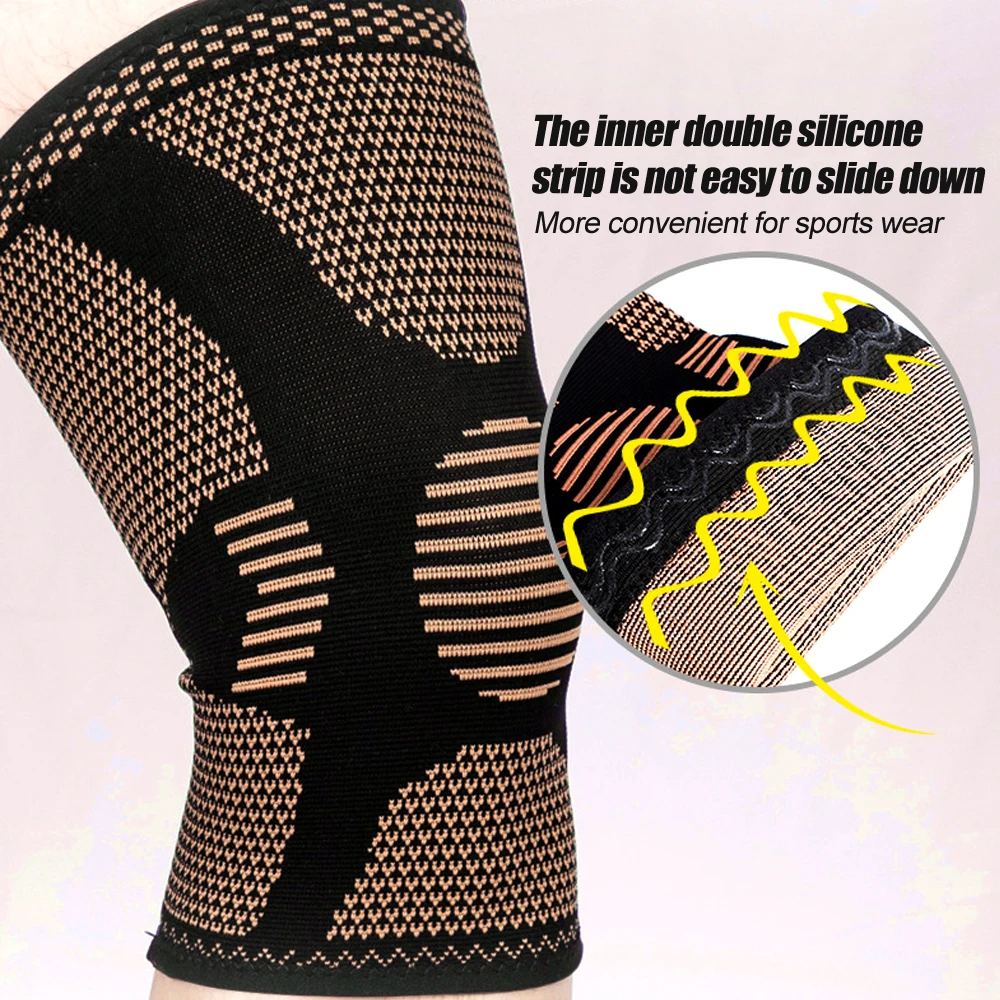 The inner double silicone
strip is not easy to slide down
More convenient for sports wear